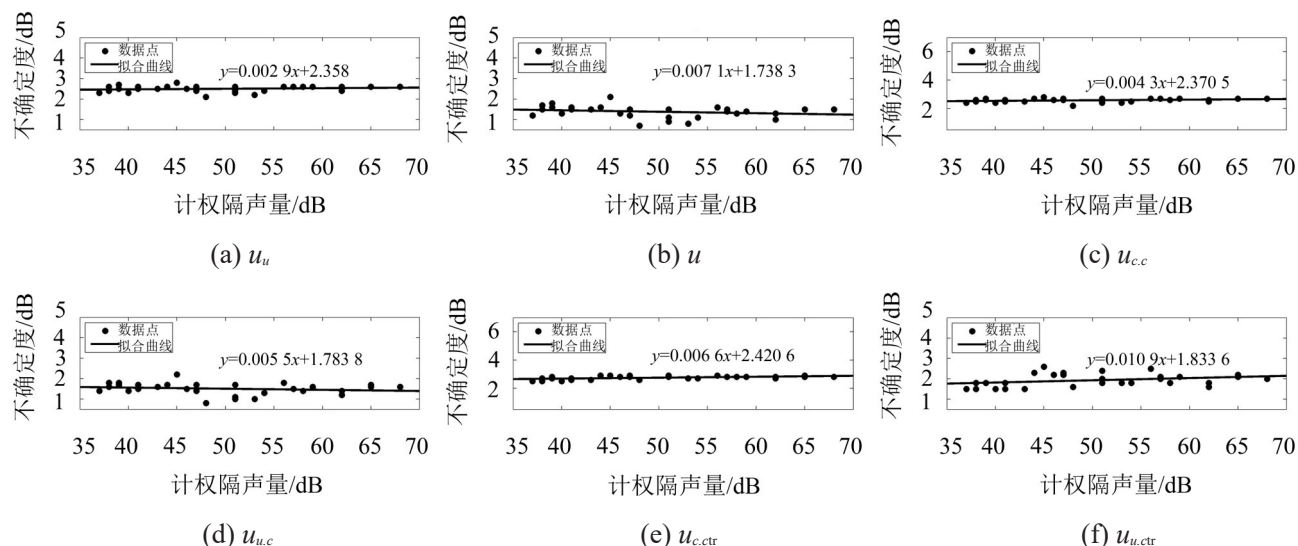 5
4
3
2
1
不确定度/dB
数据点
拟合曲线
y=0.002 9x+2.358
35 40 45 50 55 60 65 70
计权隔声量/dB
(a) u_u
5
4
3
2
1
不确定度/dB
数据点
拟合曲线
y=0.007 1x+1.738 3
35 40 45 50 55 60 65 70
计权隔声量/dB
(b) u
6
4
2
不确定度/dB
数据点
拟合曲线
y=0.004 3x+2.370 5
35 40 45 50 55 60 65 70
计权隔声量/dB
(c) u_c.c
5
4
3
2
1
不确定度/dB
数据点
拟合曲线
y=0.005 5x+1.783 8
35 40 45 50 55 60 65 70
计权隔声量/dB
(d) u_u.c
6
4
2
不确定度/dB
数据点
拟合曲线
y=0.006 6x+2.420 6
35 40 45 50 55 60 65 70
计权隔声量/dB
(e) u_c.ctr
5
4
3
2
1
不确定度/dB
数据点
拟合曲线
y=0.010 9x+1.833 6
35 40 45 50 55 60 65 70
计权隔声量/dB
(f) u_u.ctr